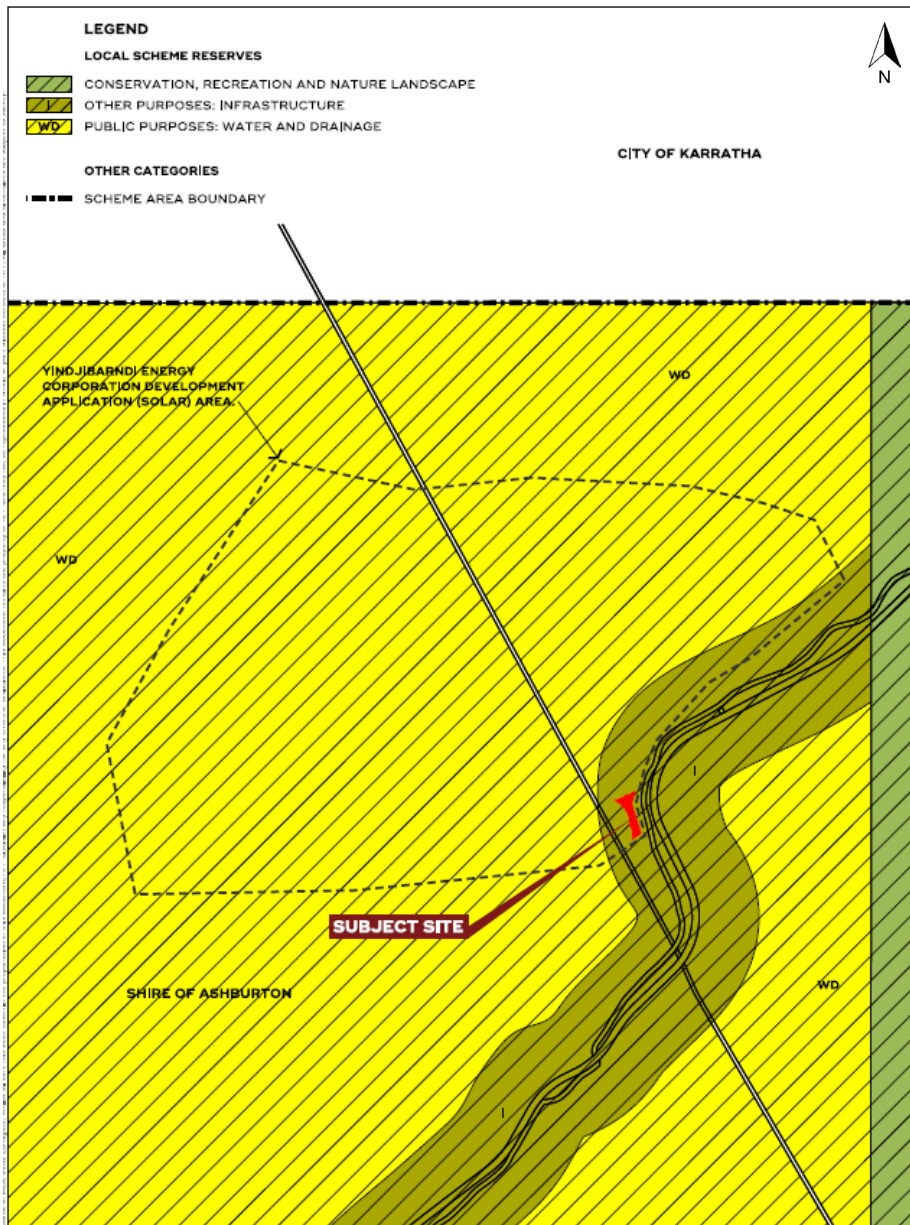 LEGEND
LOCAL SCHEME RESERVES
CONSERVATION, RECREATION AND NATURE LANDSCAPE
I OTHER PURPOSES: INFRASTRUCTURE
WD PUBLIC PURPOSES: WATER AND DRAINAGE
OTHER CATEGORIES
SCHEME AREA BOUNDARY
N
CITY OF KARRATHA
YINDJIBARNDI ENERGY
CORPORATION DEVELOPMENT
APPLICATION (SOLAR) AREA.
WD
WD
I
SUBJECT SITE
SHIRE OF ASHBURTON
WD
I